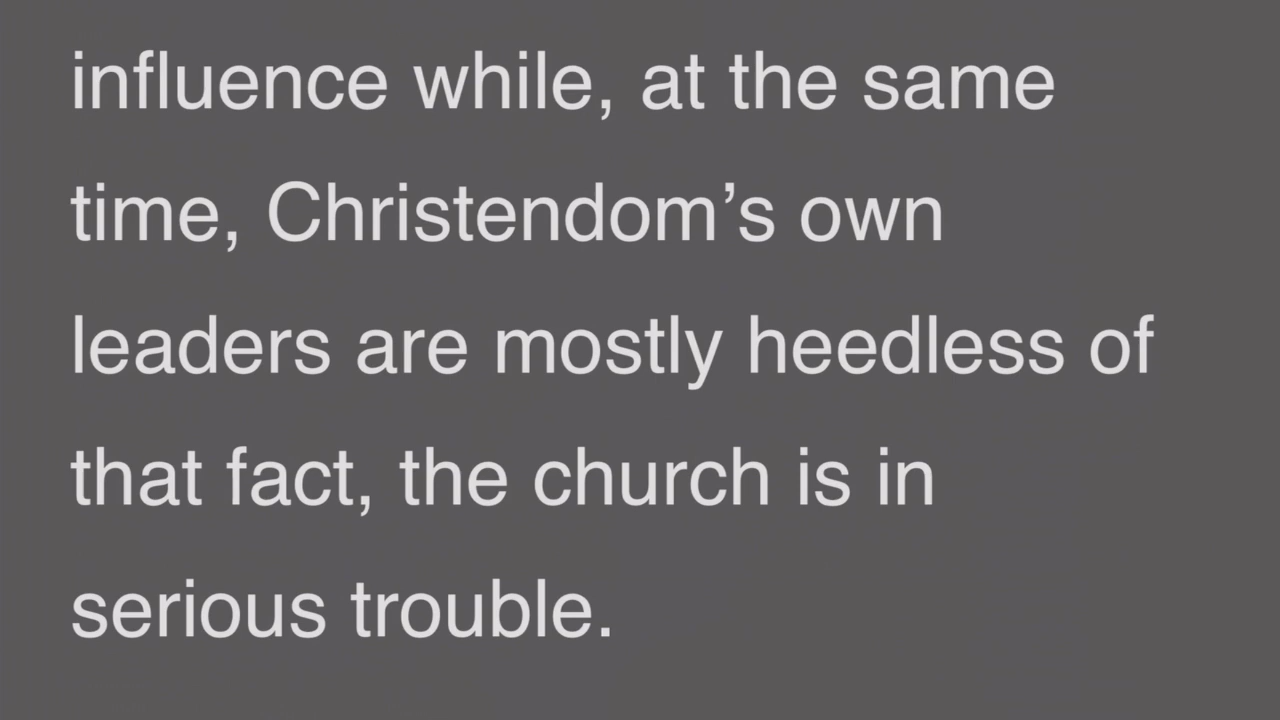 influence while, at the same
time, Christendom’s own
leaders are mostly heedless of
that fact, the church is in
serious trouble.